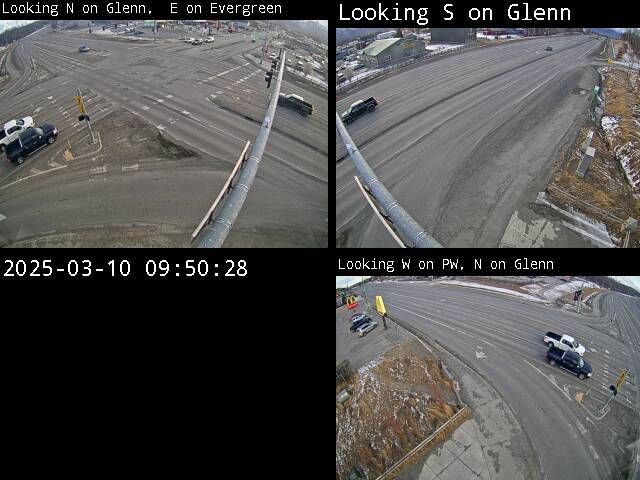 Looking N on Glenn,  E on Evergreen
Looking S on Glenn
2025-03-10 09:50:28
Looking W on PW, N on Glenn